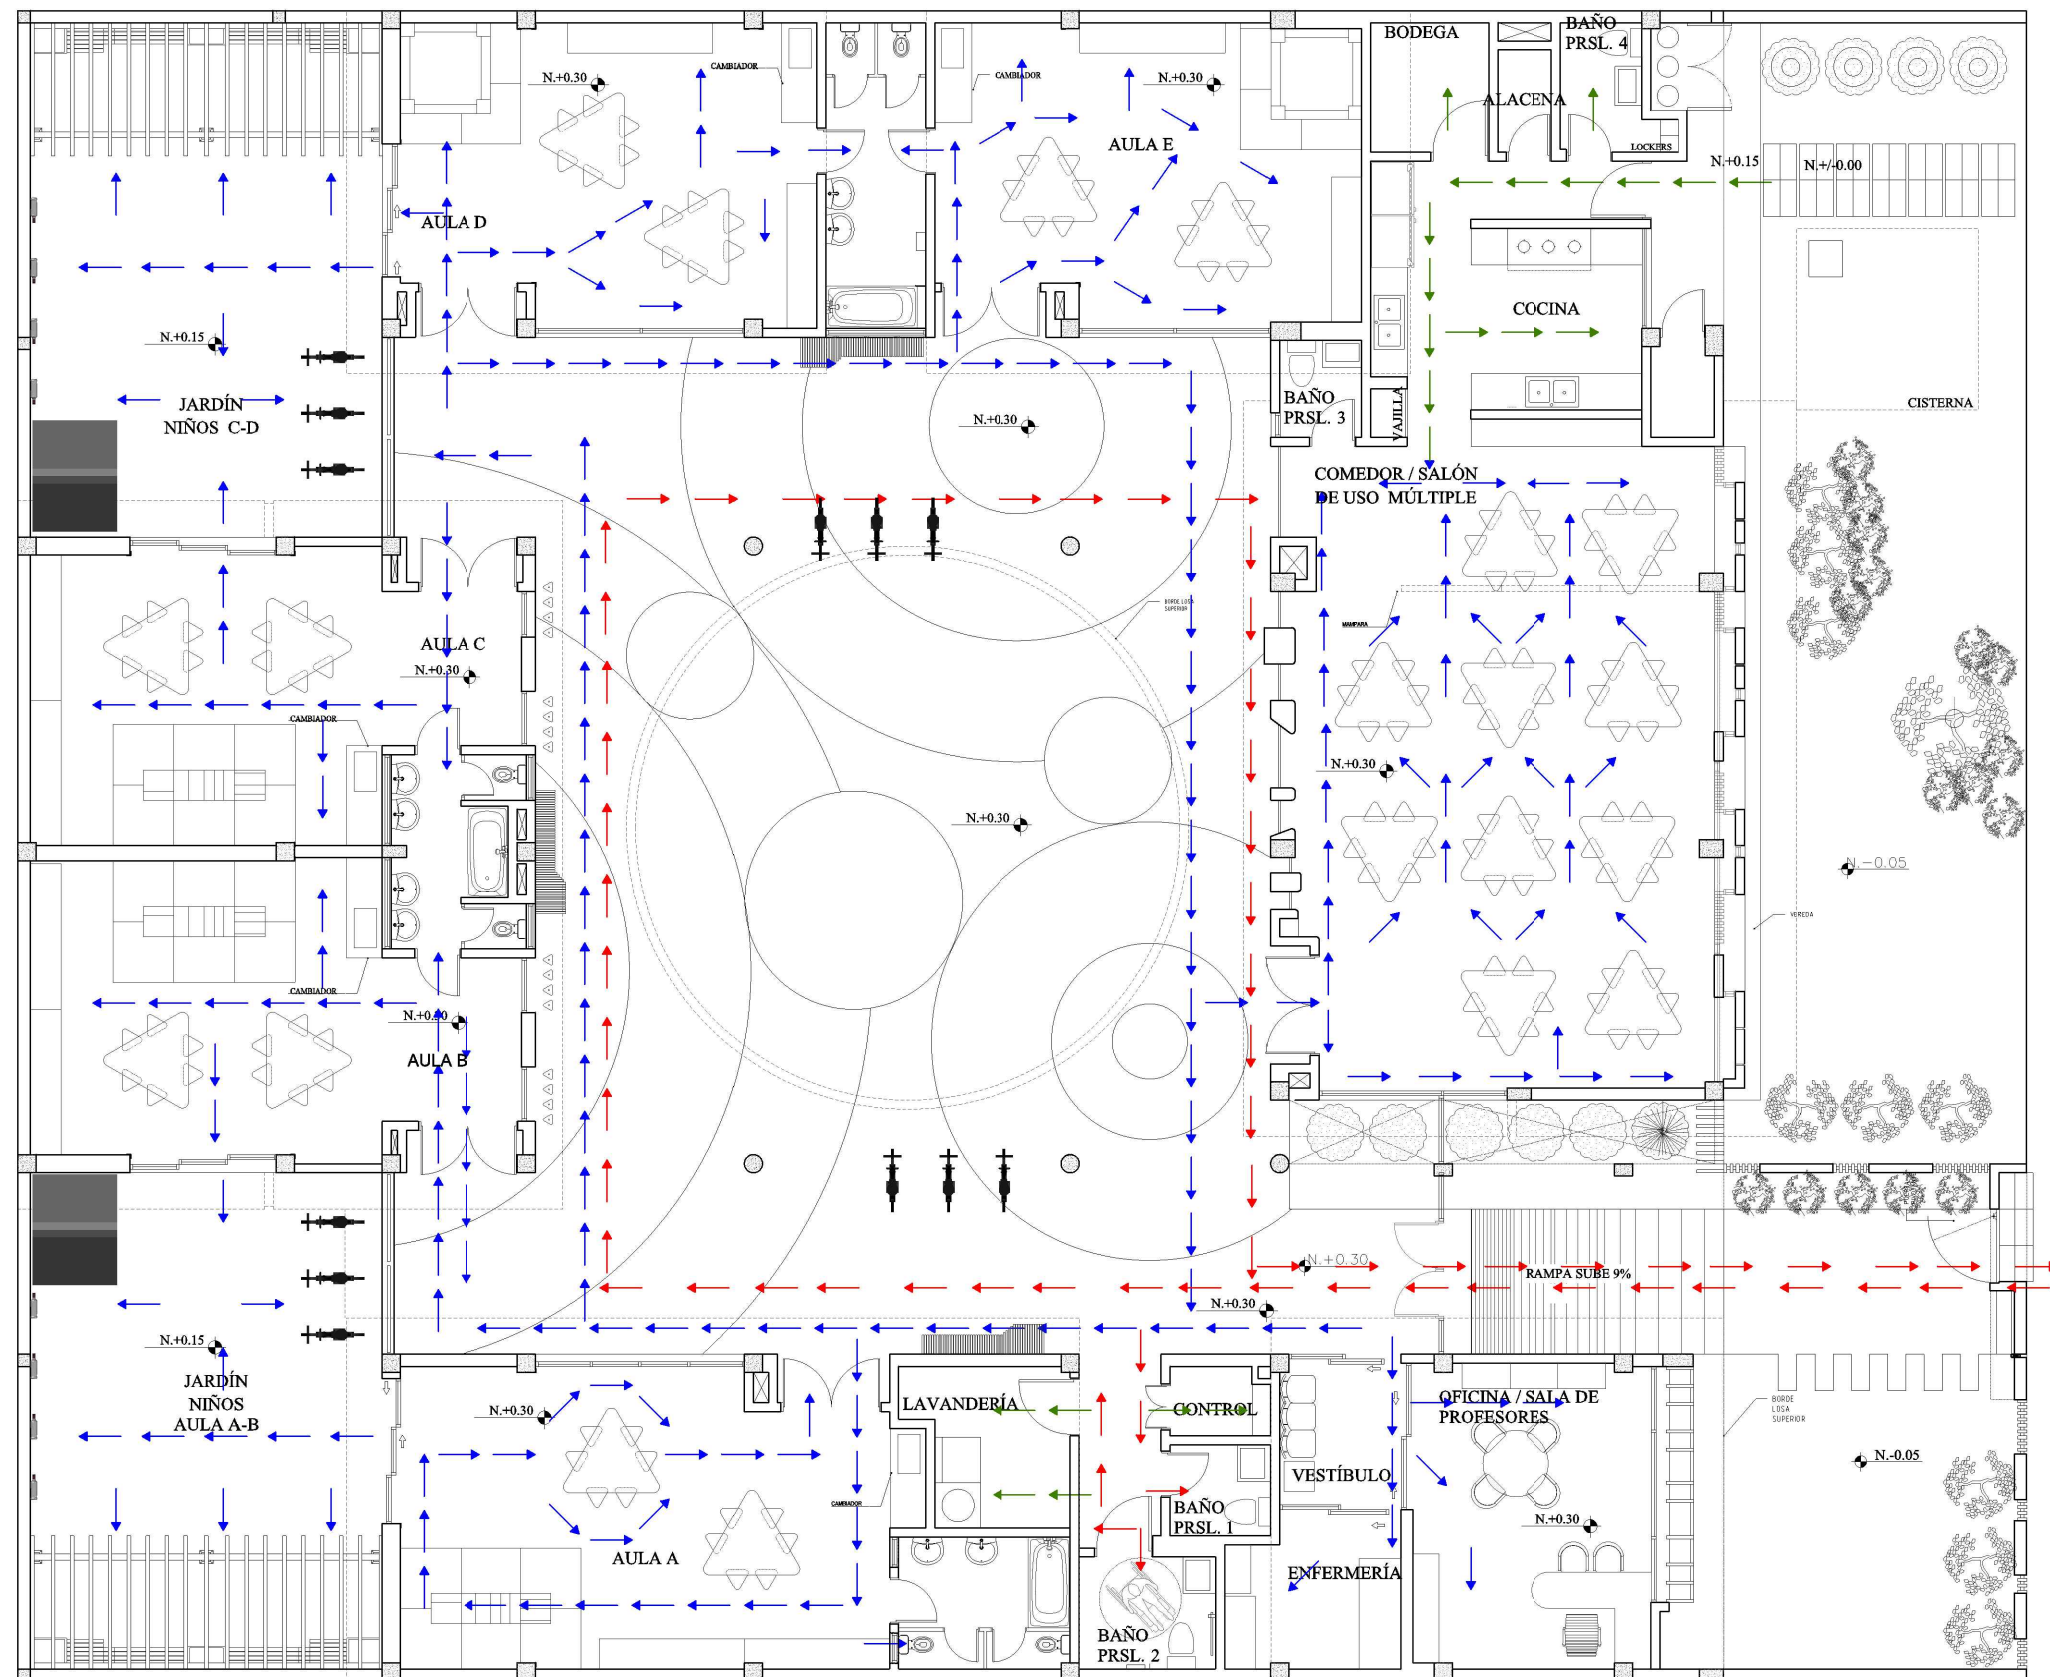 BODEGA
BAÑO
PRSL. 4
CAMBIADOR
N.+0.30
CAMBIADOR
N.+0.30
ALACENA
AULA E
LOCKERS
N.+0.15
N.+/-0.00
AULA D
COCINA
N.+0.15
JARDÍN
NIÑOS C-D
N.+0.30
BAÑO
PRSL. 3
VAJILLA
CISTERNA
COMEDOR / SALÓN
DE USO MÚLTIPLE
BORDE LOSA
SUPERIOR
MAMPARA
AULA C
N.+0.30
CAMBIADOR
N.+0.30
N.+0.30
N.-0.05
VEREDA
CAMBIADOR
N.+0.30
AULA B
N.+0.30
RAMPA SUBE 9%
N.+0.30
N.+0.15
JARDÍN
NIÑOS
AULA A-B
N.+0.30
LAVANDERÍA
CONTROL
OFICINA / SALA DE
PROFESORES
BORDE
LOSA
SUPERIOR
N.-0.05
VESTÍBULO
CAMBIADOR
BAÑO
PRSL. 1
N.+0.30
AULA A
ENFERMERÍA
BAÑO
PRSL. 2